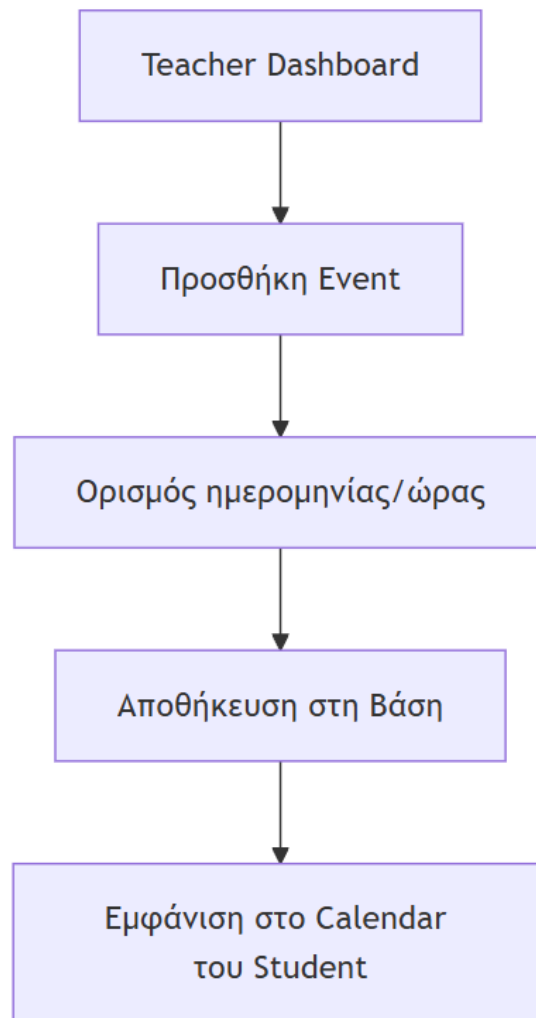 Teacher Dashboard
Προσθήκη Event
Ορισμός ημερομηνίας/ώρας
Αποθήκευση στη Βάση
Εμφάνιση στο Calendar
του Student